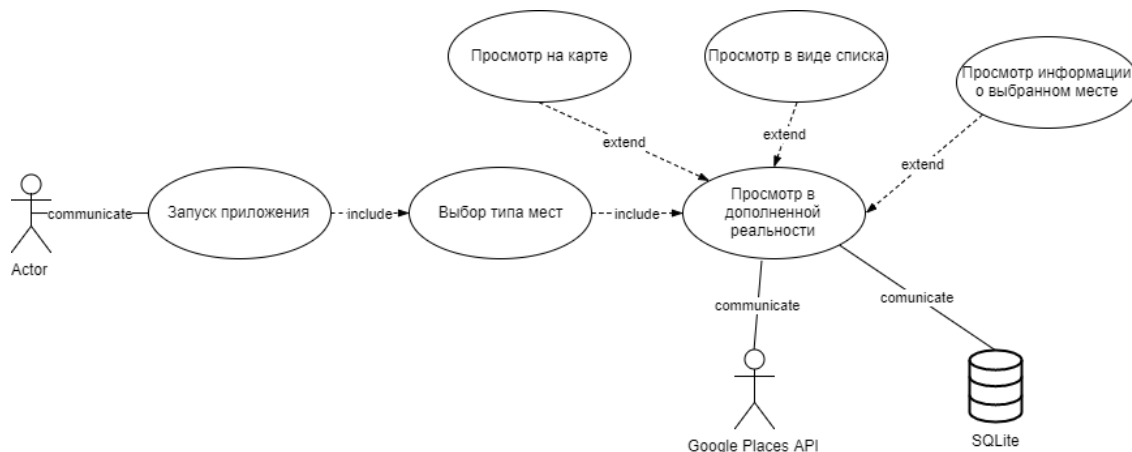 Просмотр на карте
Просмотр в виде списка
Просмотр информации
о выбранном месте
extend
extend
extend
communicate
Запуск приложения
include
Выбор типа мест
include
Просмотр в
дополненной
реальности
Actor
communicate
comunicate
Google Places API
SQLite